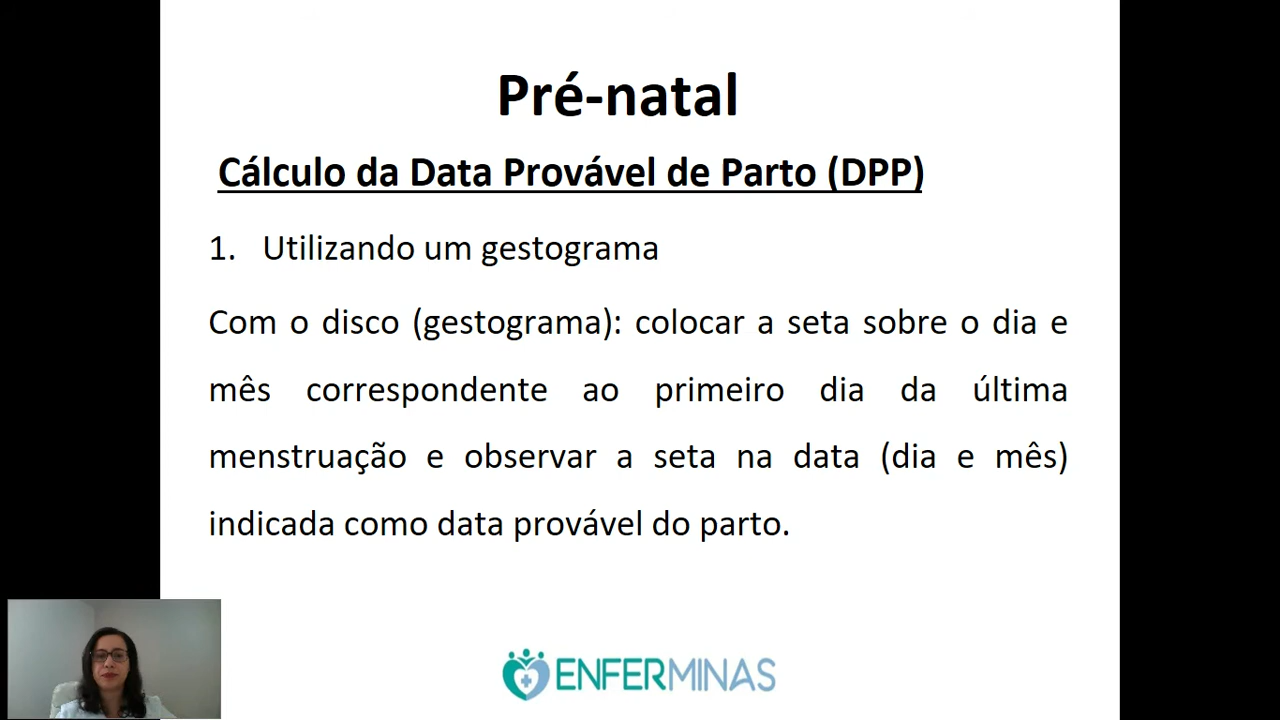 Pré-natal
Cálculo da Data Provável de Parto (DPP)
1. Utilizando um gestograma
Com o disco (gestograma): colocar a seta sobre o dia e
mês correspondente ao primeiro dia da última
menstruação e observar a seta na data (dia e mês)
indicada como data provável do parto.
ENFERMINAS